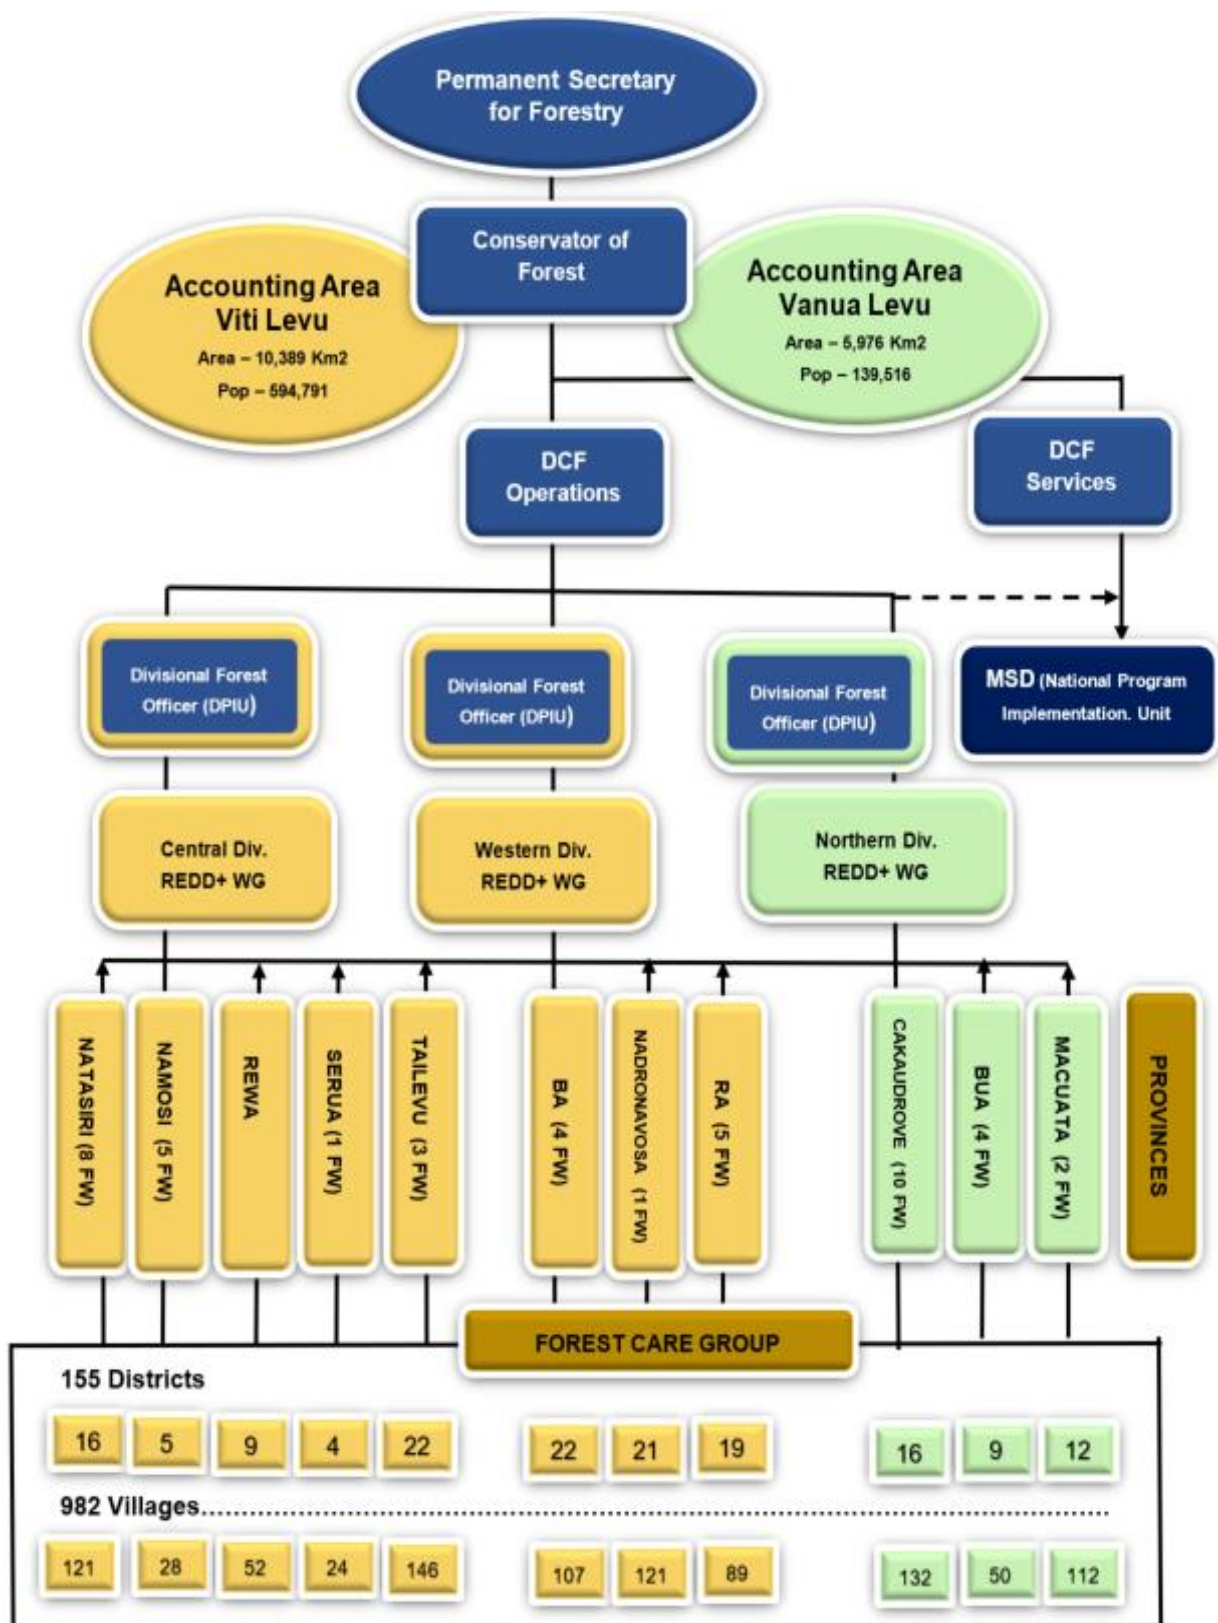 Permanent Secretary
for Forestry
Conservator of
Forest
Accounting Area
Viti Levu
Area – 10,389 Km2
Pop – 594,791
Accounting Area
Vanua Levu
Area – 5,976 Km2
Pop – 139,516
DCF
Operations
DCF
Services
Divisional Forest
Officer (DPIU)
Divisional Forest
Officer (DPIU)
Divisional Forest
Officer (DPIU)
MSD (National Program
Implementation. Unit
Central Div.
REDD+ WG
Western Div.
REDD+ WG
Northern Div.
REDD+ WG
NATASIRI (8 FW)
NAMOSI (5 FW)
REWA
SERUA (1 FW)
TAILEVU (3 FW)
BA (4 FW)
NADRONAVOSA (1 FW)
RA (5 FW)
CAKAUDROVE (10 FW)
BUA (4 FW)
MACUATA (2 FW)
PROVINCES
FOREST CARE GROUP
155 Districts
16 5 9 4 22 22 21 19 16 9 12
982 Villages
121 28 52 24 146 107 121 89 132 50 112